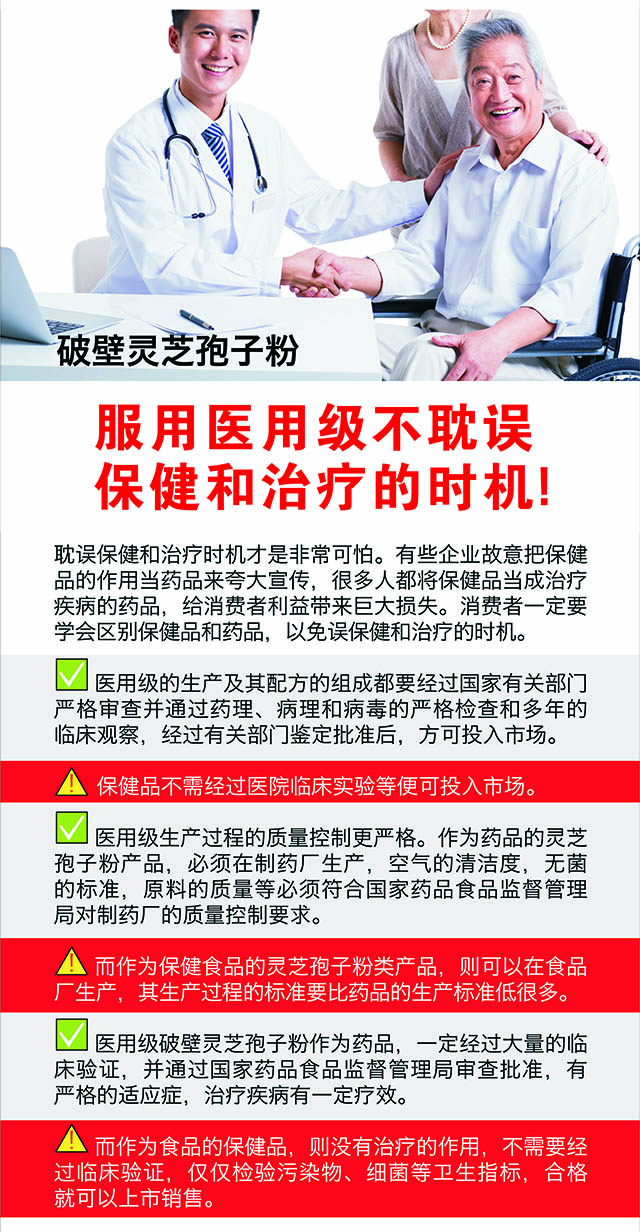 破壁灵芝孢子粉
服用医用级不耽误
保健和治疗的时机!
耽误保健和治疗时机才是非常可怕。有些企业故意把保健
品的作用当药品来夸大宣传，很多人都将保健品当成治疗
疾病的药品，给消费者利益带来巨大损失。消费者一定要
学会区别保健品和药品，以免误保健和治疗的时机。
医用级的生产及其配方的组成都要经过国家有关部门
严格审查并通过药理、病理和病毒的严格检查和多年的
临床观察，经过有关部门鉴定批准后，方可投入市场。
保健品不需经过医院临床实验等便可投入市场。
医用级生产过程的质量控制更严格。作为药品的灵芝
孢子粉产品，必须在制药厂生产，空气的清洁度，无菌
的标准，原料的质量等必须符合国家药品食品监督管理
局对制药厂的质量控制要求。
而作为保健食品的灵芝孢子粉类产品，则可以在食品
厂生产，其生产过程的标准要比药品的生产标准低很多。
医用级破壁灵芝孢子粉作为药品，一定经过大量的临
床验证，并通过国家药品食品监督管理局审查批准，有
严格的适应症，治疗疾病有一定疗效。
而作为食品的保健品，则没有治疗的作用，不需要经
过临床验证，仅仅检验污染物、细菌等卫生指标，合格
就可以上市销售。